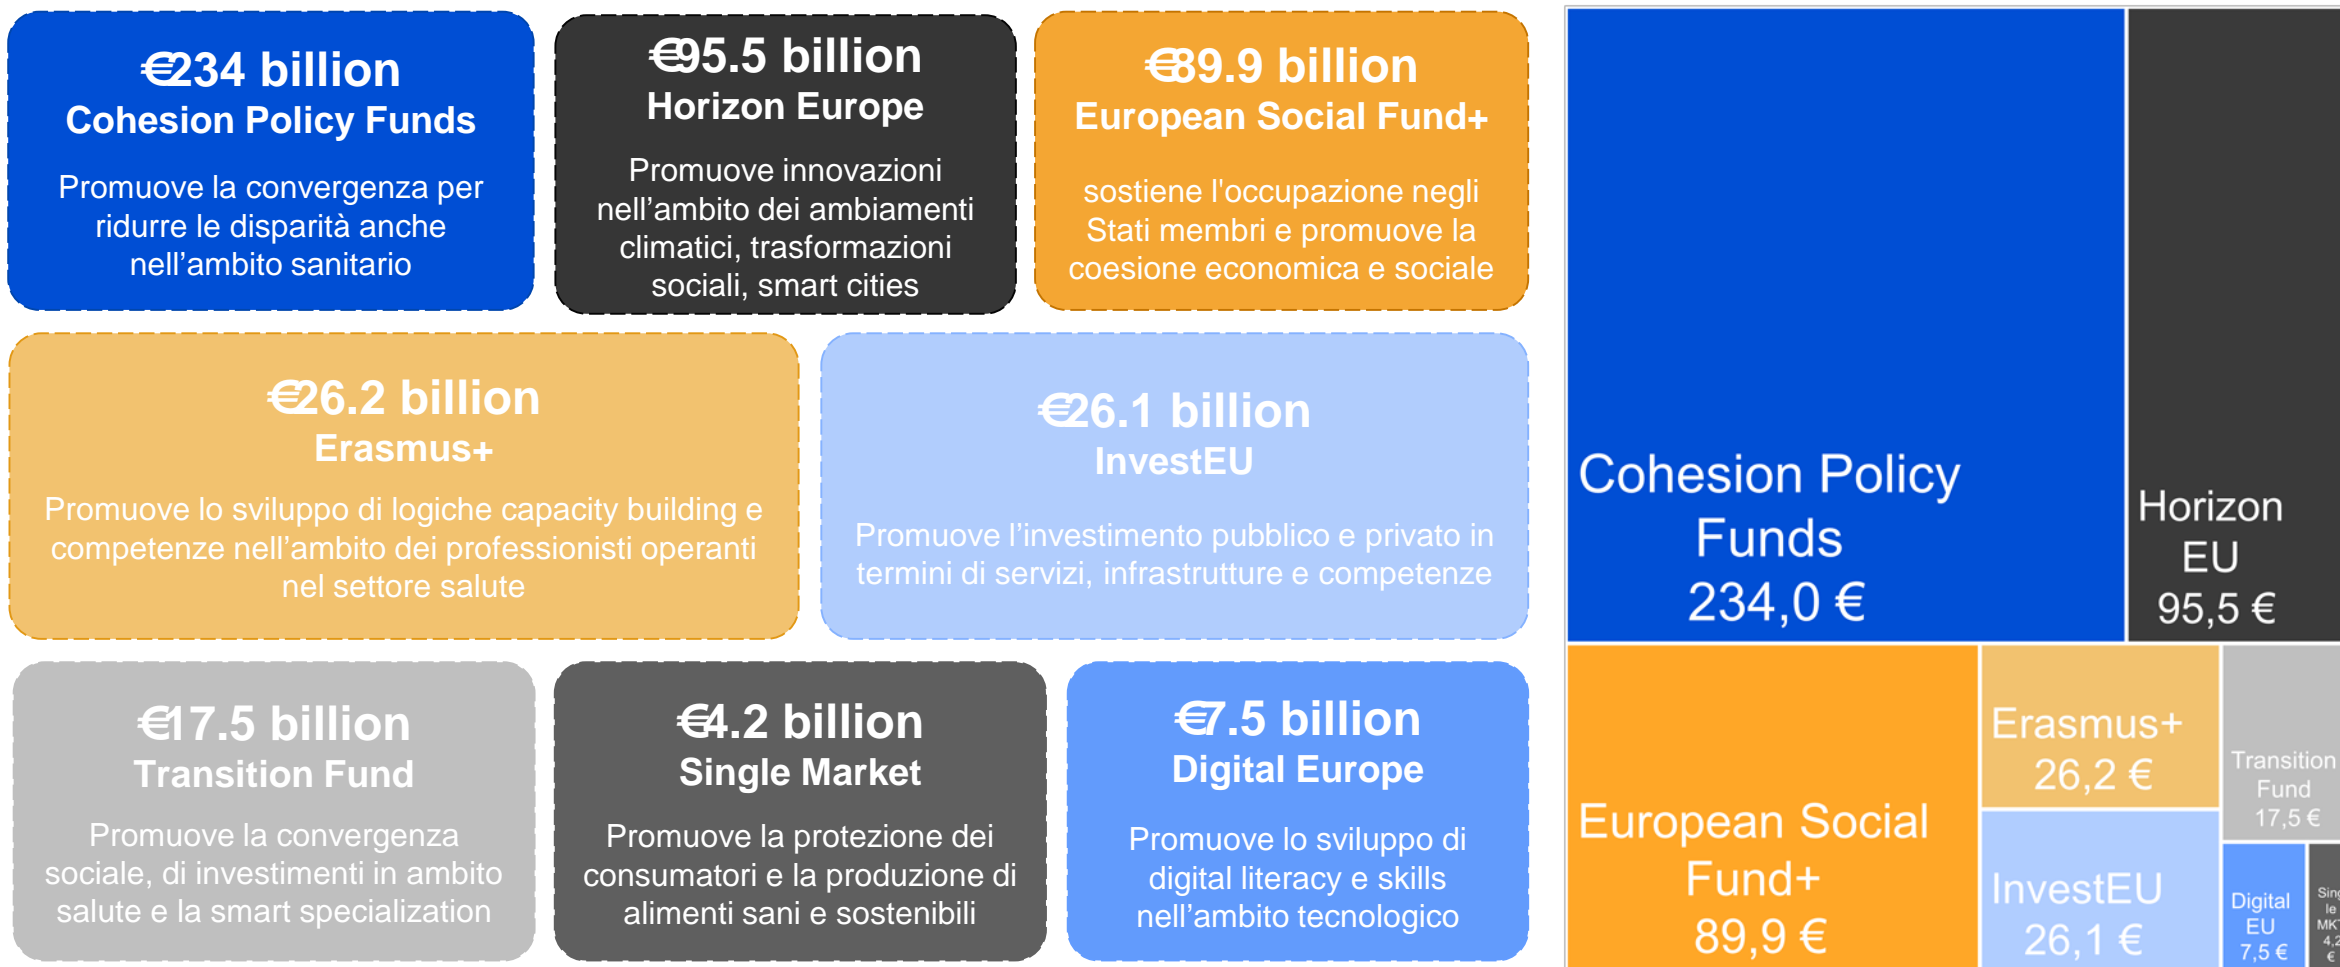 €234 billion
Cohesion Policy Funds
Promuove la convergenza per
ridurre le disparità anche
nell'ambito sanitario
€95.5 billion
Horizon Europe
Promuove innovazioni
nell'ambito dei ambiamenti
climatici, trasformazioni
sociali, smart cities
€89.9 billion
European Social Fund+
sostiene l'occupazione negli
Stati membri e promuove la
coesione economica e sociale
€26.2 billion
Erasmus+
Promuove lo sviluppo di logiche capacity building e
competenze nell'ambito dei professionisti operanti
nel settore salute
€26.1 billion
InvestEU
Promuove l'investimento pubblico e privato in
termini di servizi, infrastrutture e competenze
€17.5 billion
Transition Fund
Promuove la convergenza
sociale, di investimenti in ambito
salute e la smart specialization
€4.2 billion
Single Market
Promuove la protezione dei
consumatori e la produzione di
alimenti sani e sostenibili
€7.5 billion
Digital Europe
Promuove lo sviluppo di
digital literacy e skills
nell'ambito tecnologico
Cohesion Policy
Funds
234,0 €
Horizon
EU
95,5 €
European Social
Fund+
89,9 €
Erasmus+
26,2 €
InvestEU
26,1 €
Transition
Fund
17,5 €
Digital
EU
7,5 €
Sing
le
MKT
4,2
€